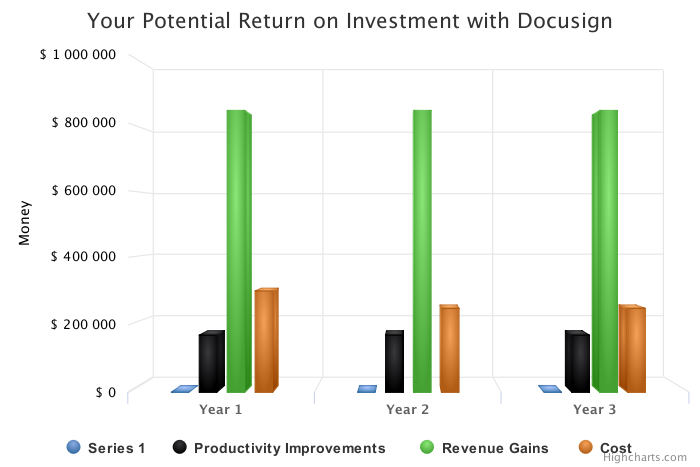 Your Potential Return on Investment with Docusign
$ 1 000 000
$ 800 000
$ 600 000
$ 400 000
$ 200 000
$ 0
Money
Year 1
Year 2
Year 3
Series 1
Productivity Improvements
Revenue Gains
Cost
Highcharts.com